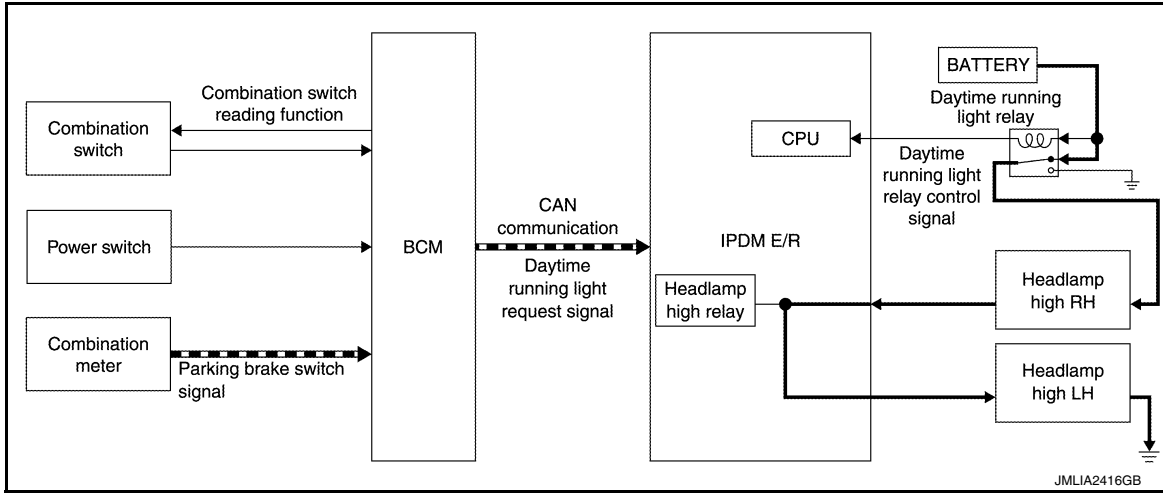 Combination
switch
Combination switch
reading function
Power switch
Combination
meter
Parking brake switch
signal
BCM
CAN
communication
Daytime
running light
request signal
IPDM E/R
CPU
Headlamp
high relay
BATTERY
Daytime running
light relay
Daytime
running light
relay control
signal
Headlamp
high RH
Headlamp
high LH
JMLIA2416GB